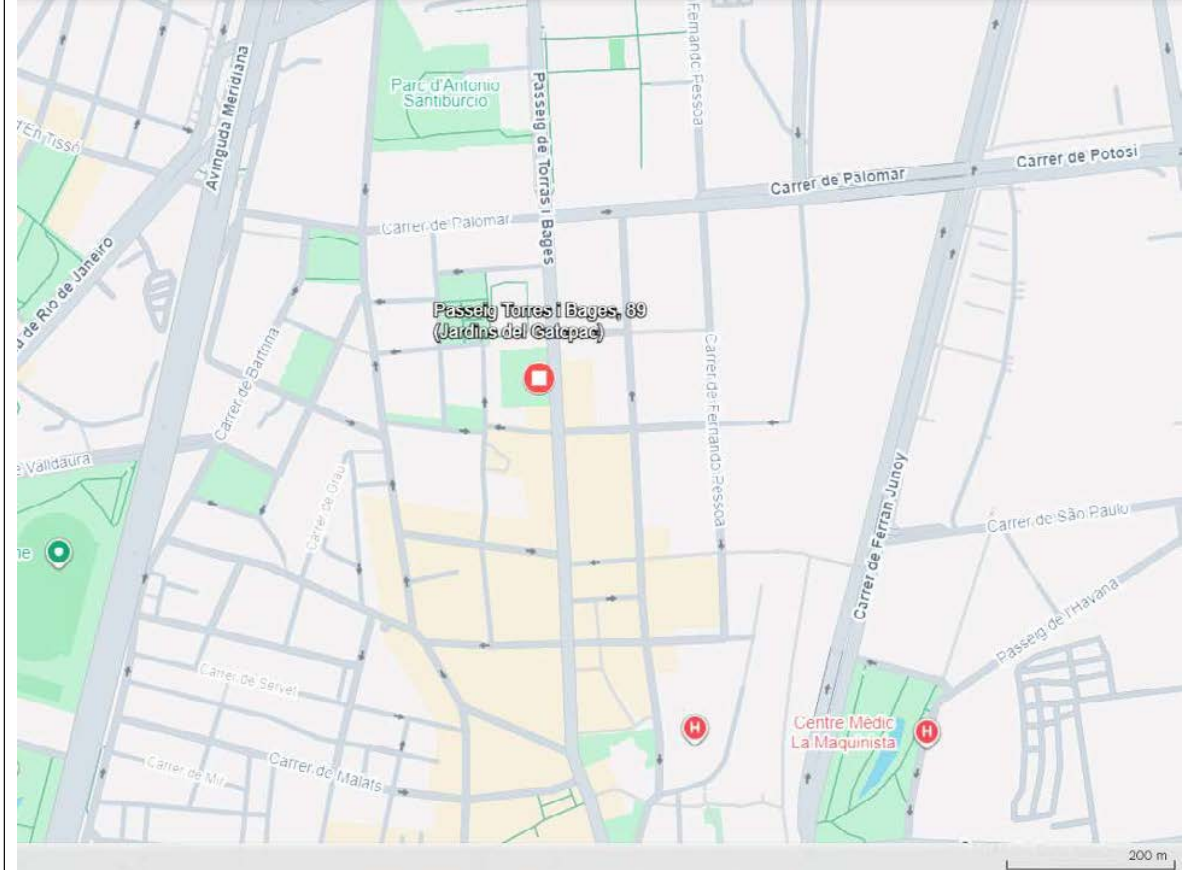 Avinguda Meridiana
Parc d'Antonio
Santiburcio
Passeig de Torras i Bages
Fernando Pessoa
d'En Tissó
Carrer de Palomar
Carrer de Potosí
Carrer de Palomar
de Rio de Janeiro
Passeig Torres i Bages, 89
(Jardins del Gatcpac)
Carrer de Bartona
Carrer de Fernando Pessoa
Valldaura
Carrer de Grau
Carrer de Ferran Junoy
Carrer de São Paulo
Passeig de l'Havana
Carrer de Servet
H
Centre Mèdic
La Maquinista
H
Carrer de Mir
Carrer de Malats
200 m